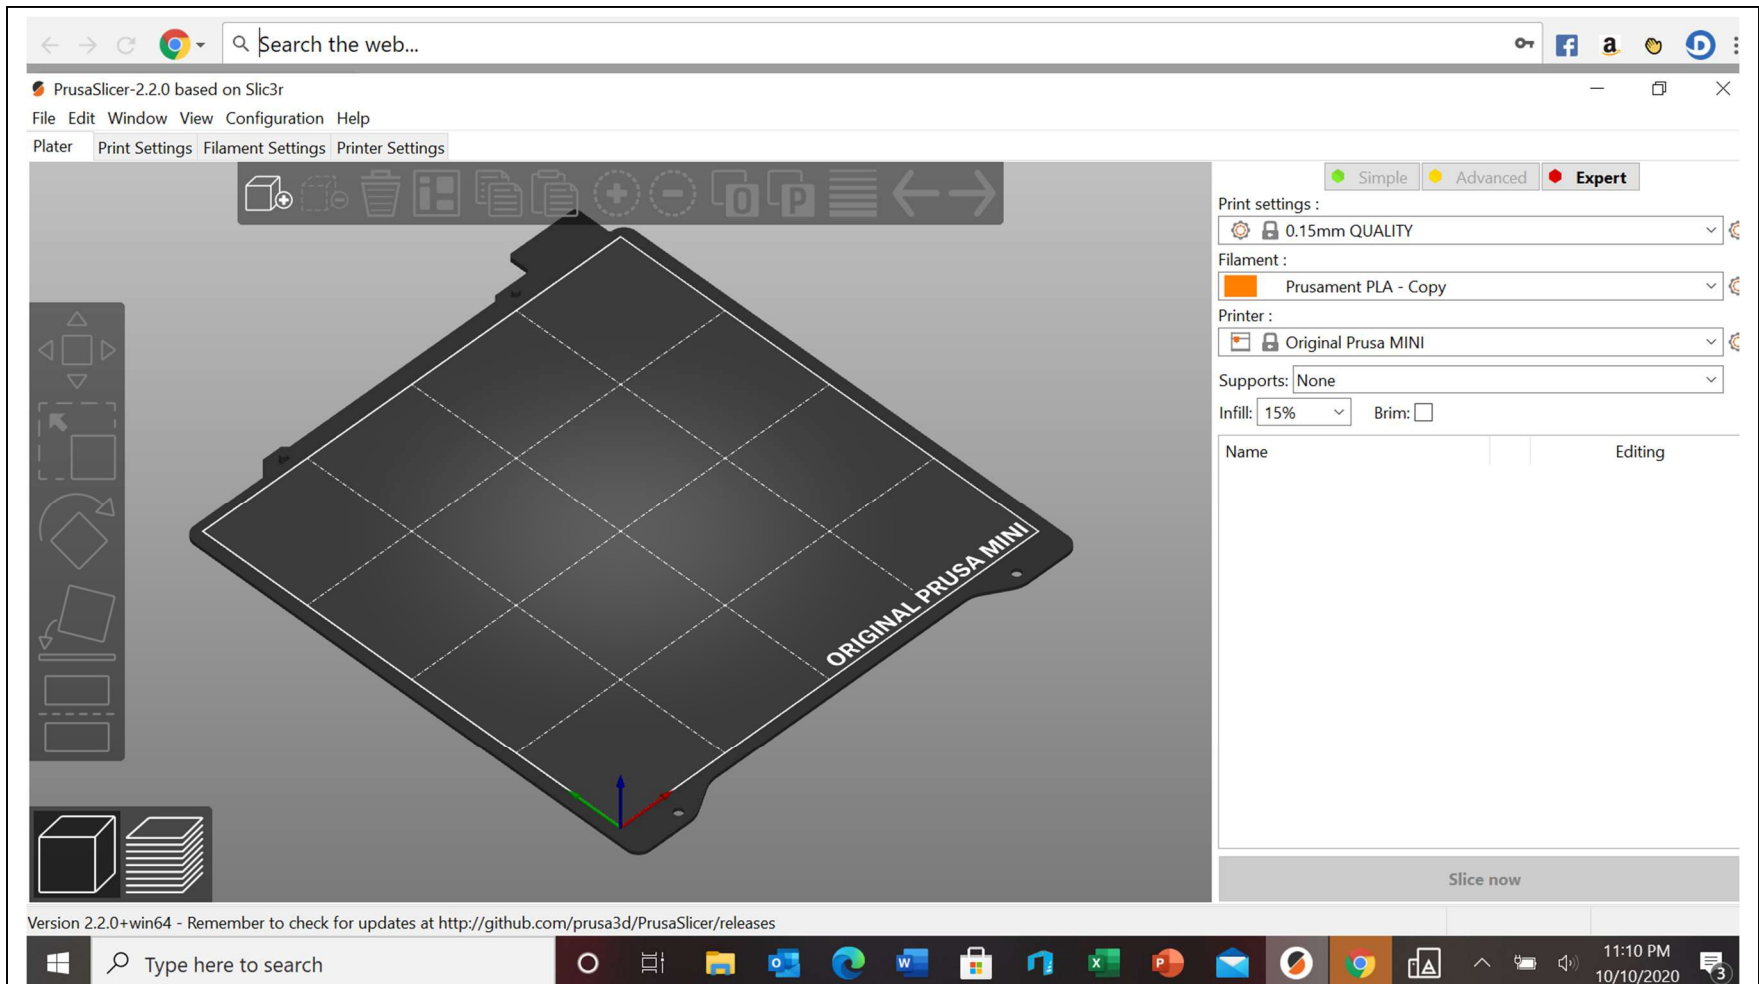 Search the web...
PrusaSlicer-2.2.0 based on Slic3r
File Edit Window View Configuration Help
Plater Print Settings Filament Settings Printer Settings
Simple Advanced Expert
Print settings :
0.15mm QUALITY
Filament :
Prusament PLA - Copy
Printer :
Original Prusa MINI
Supports: None
Infill: 15% Brim:
Name Editing
ORIGINAL PRUSA MINI
Slice now
Version 2.2.0+win64 - Remember to check for updates at http://github.com/prusa3d/PrusaSlicer/releases
Type here to search
11:10 PM
10/10/2020
3